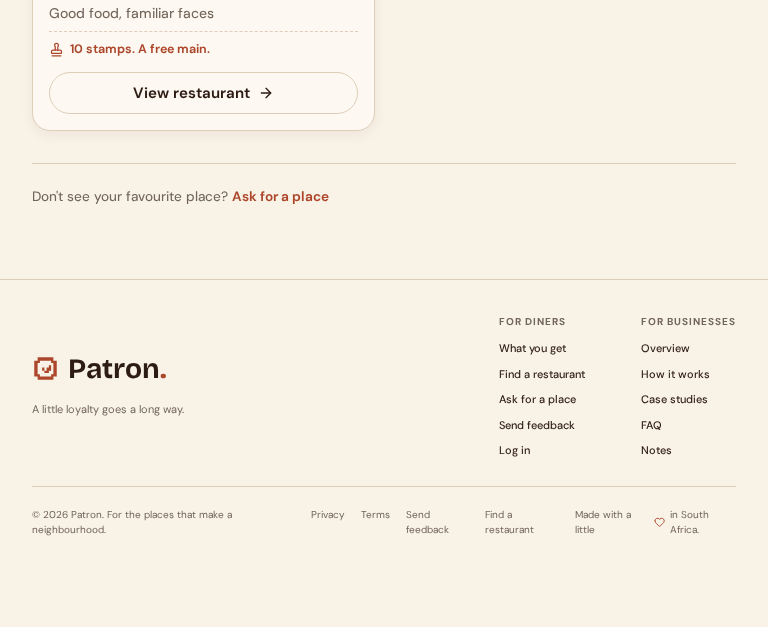 Good food, familiar faces
10 stamps. A free main.
View restaurant →
Don't see your favourite place? Ask for a place
Patron.
A little loyalty goes a long way.
FOR DINERS
What you get
Find a restaurant
Ask for a place
Send feedback
Log in
FOR BUSINESSES
Overview
How it works
Case studies
FAQ
Notes
© 2026 Patron. For the places that make a
neighbourhood.
Privacy
Terms
Send
feedback
Find a
restaurant
Made with a
little
in South
Africa.